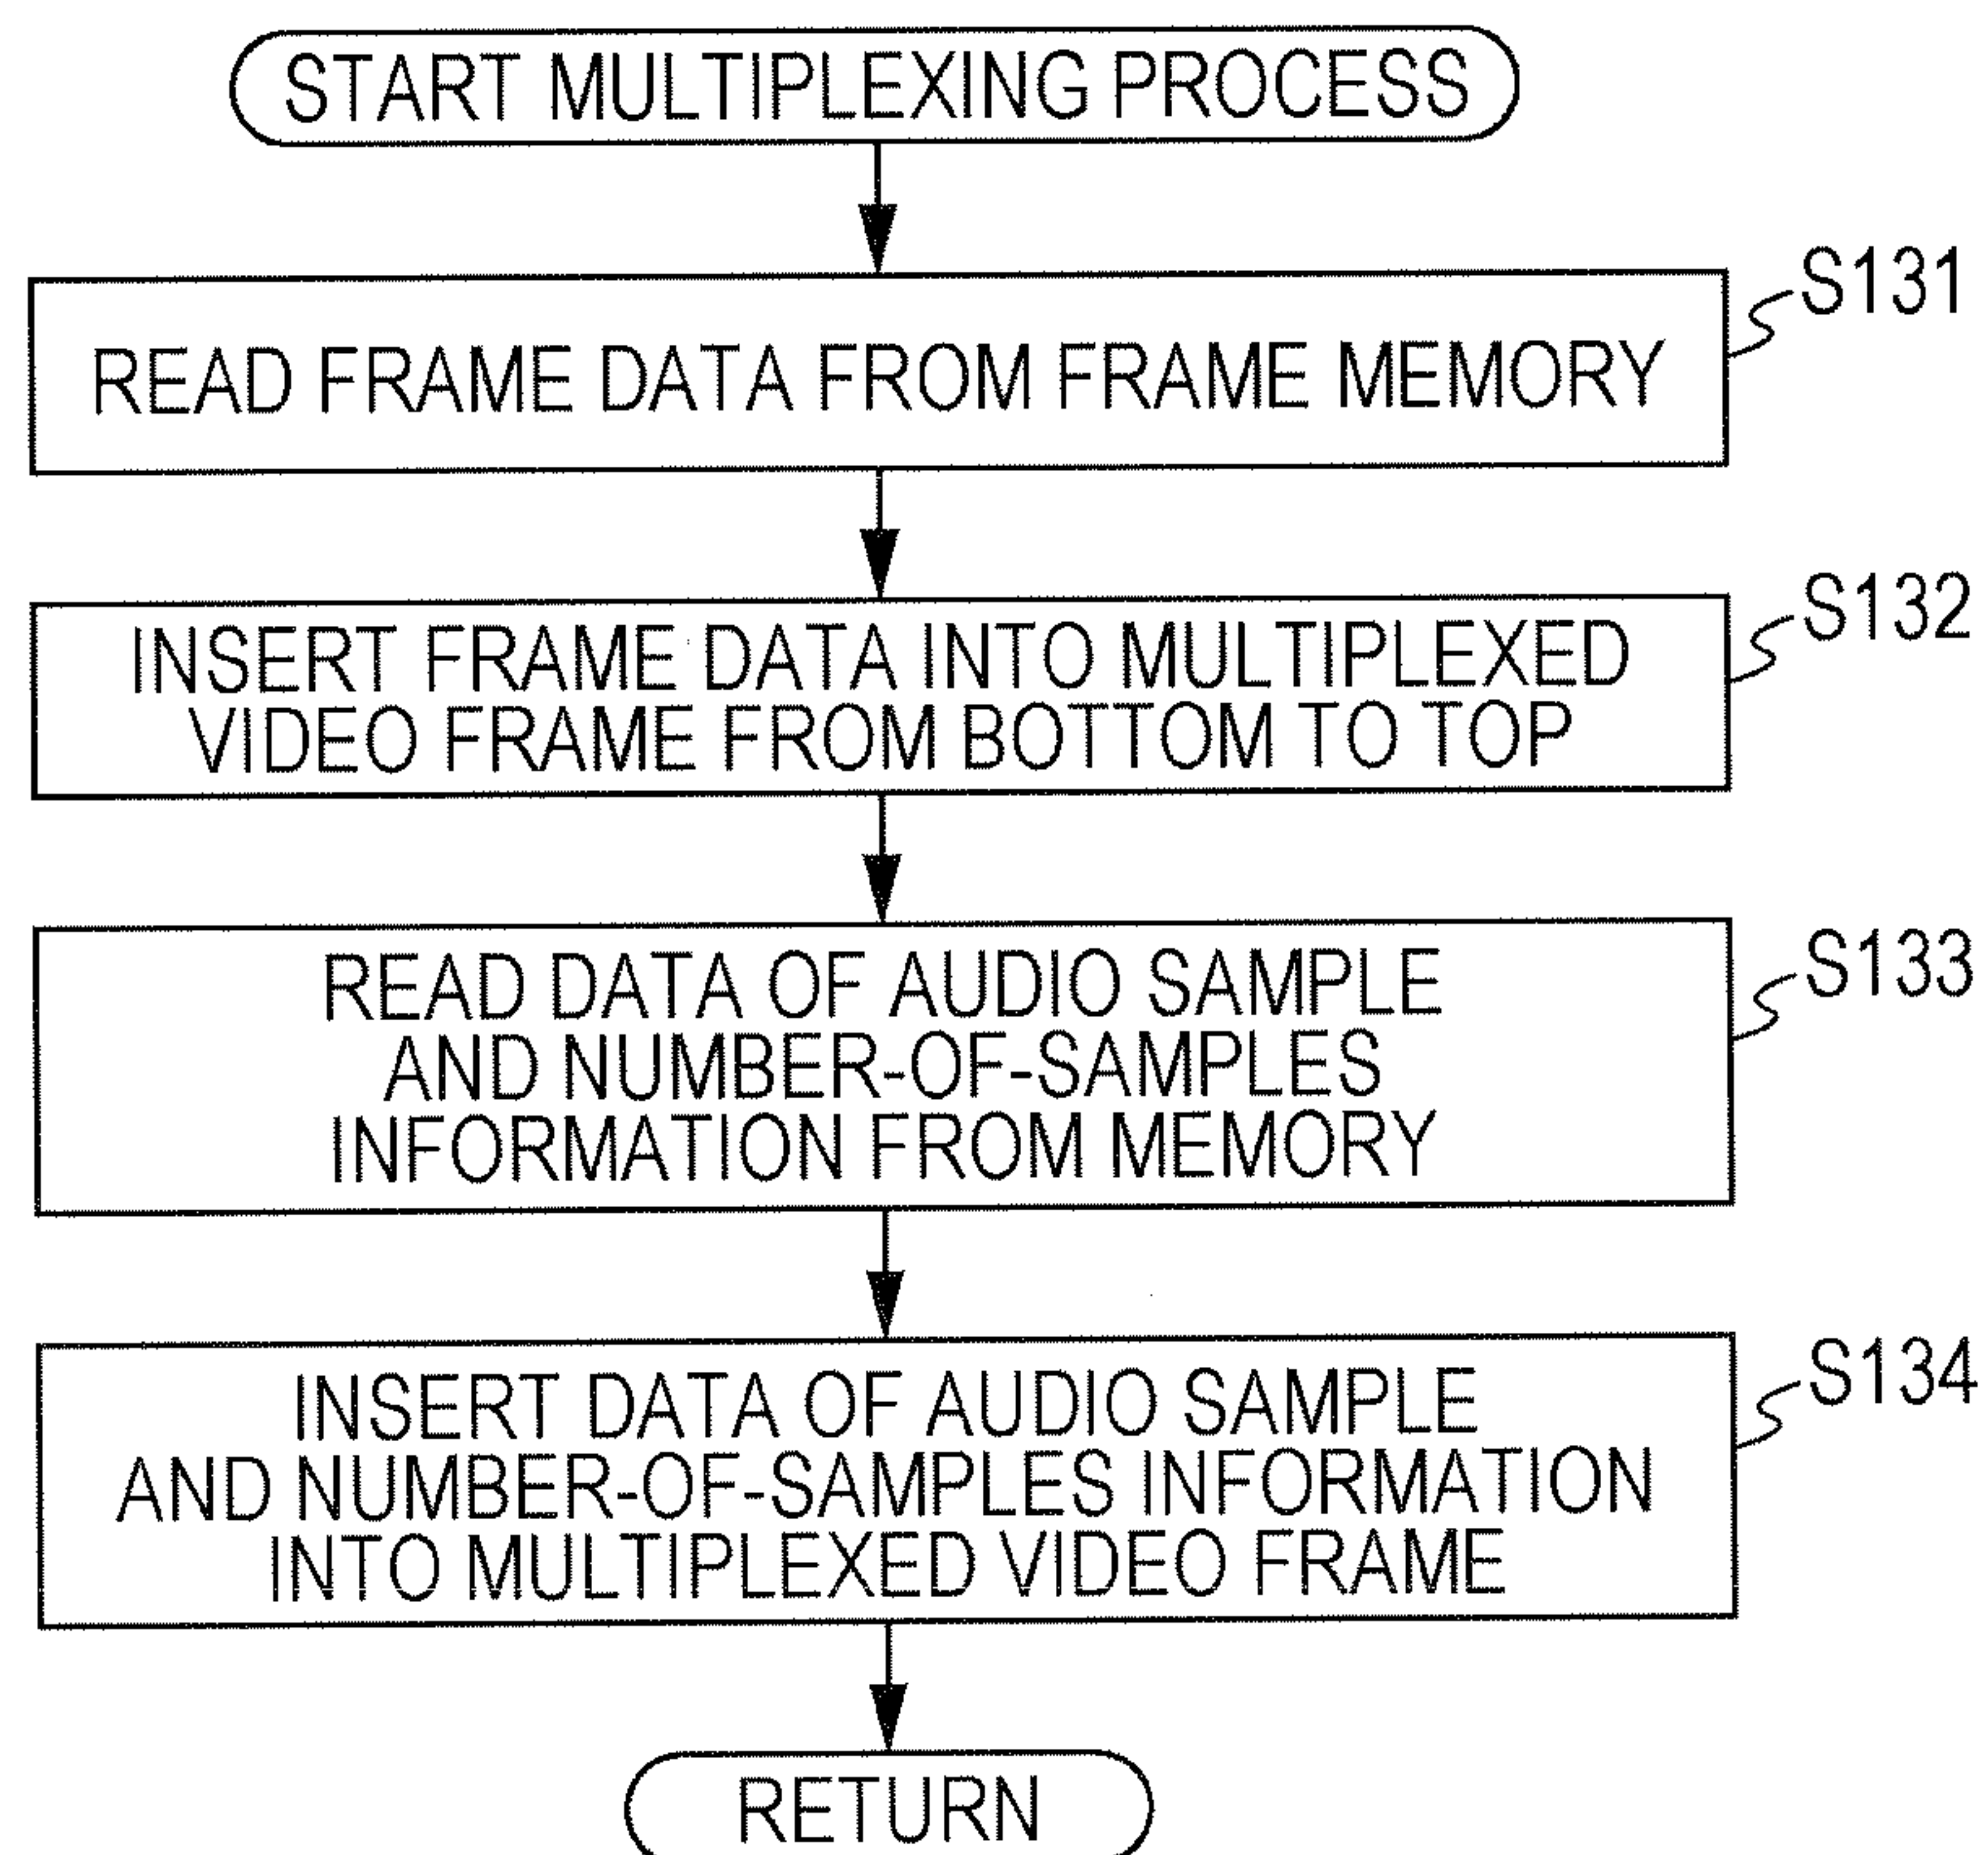 START MULTIPLEXING PROCESS
S131
READ FRAME DATA FROM FRAME MEMORY
S132
INSERT FRAME DATA INTO MULTIPLEXED
VIDEO FRAME FROM BOTTOM TO TOP
S133
READ DATA OF AUDIO SAMPLE
AND NUMBER-OF-SAMPLES
INFORMATION FROM MEMORY
S134
INSERT DATA OF AUDIO SAMPLE
AND NUMBER-OF-SAMPLES INFORMATION
INTO MULTIPLEXED VIDEO FRAME
RETURN